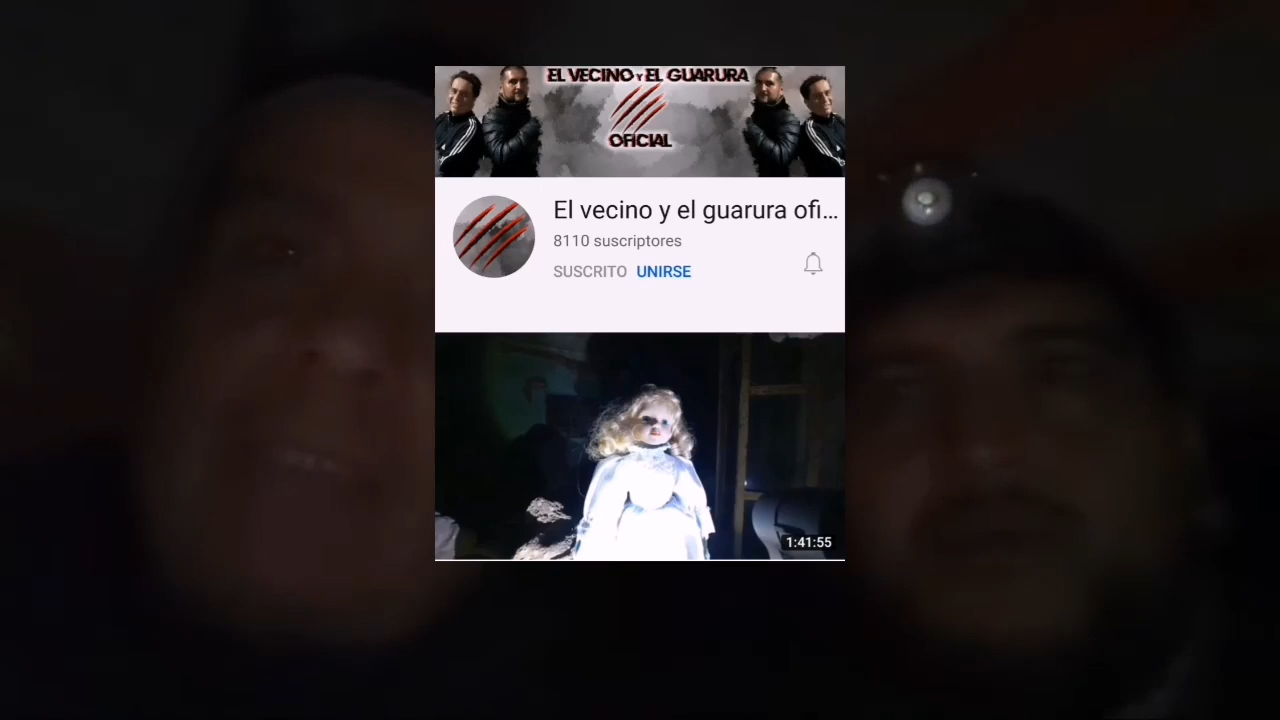 EL VECINO Y EL GUARURA
OFICIAL
El vecino y el guarura ofi...
8110 suscriptores
SUSCRITO UNIRSE
1:41:55